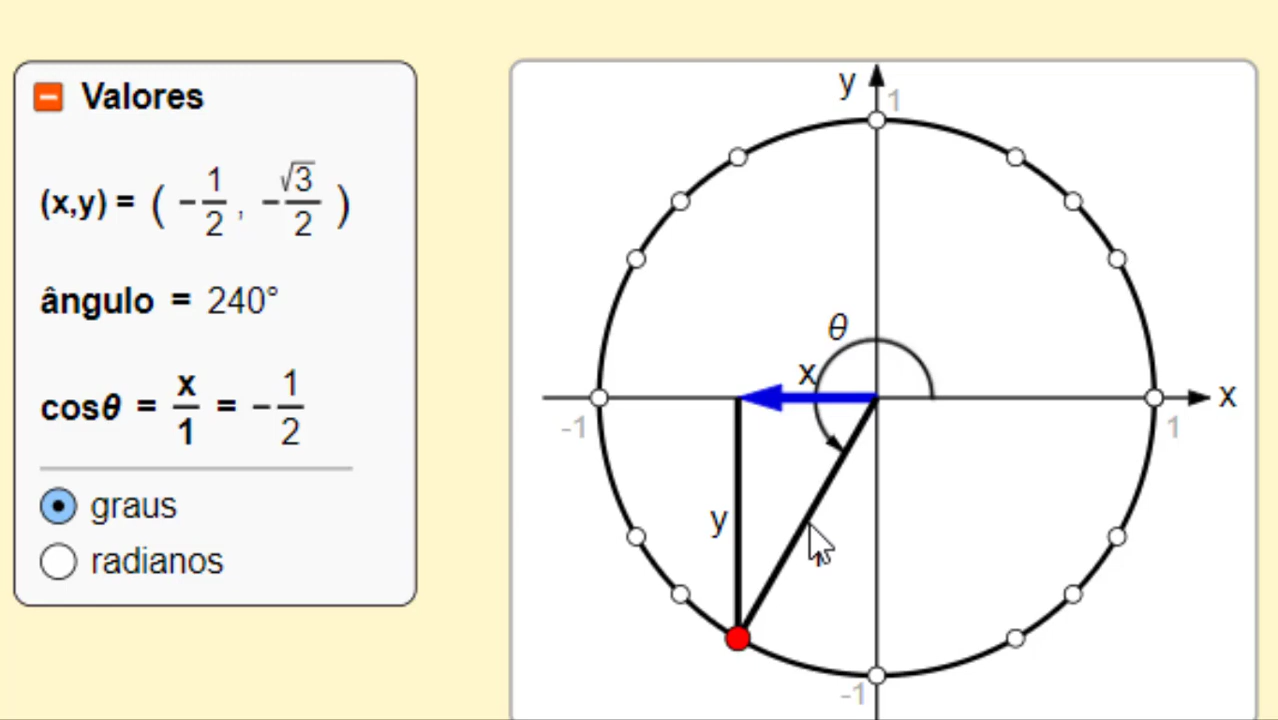 Valores
(x,y) = ( -1/2 , -√3/2 )
ângulo = 240°
cosθ = x/1 = -1/2
graus
radianos
y
1
θ
x
x
-1
1
y
-1